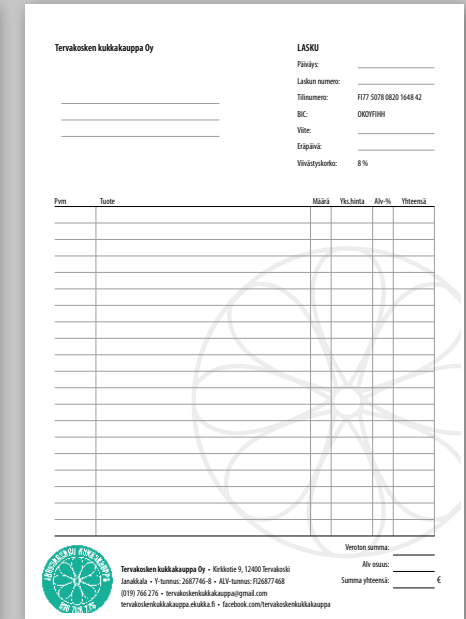 Tervakosken kukkakauppa Oy
LASKU
Päiväys:
Laskun numero:
Tilinumero: FI77 5078 0820 1648 42
BIC: OKOYFIHH
Viite:
Eräpäivä:
Viivästyskorko: 8 %
Pvm Tuote Määrä Yks.hinta Alv-% Yhteensä
Veroton summa:
Alv osuus:
Summa yhteensä: €
Tervakosken kukkakauppa Oy • Kirkkotie 9, 12400 Tervakoski
Janakkala • Y-tunnus: 2687746-8 • ALV-tunnus: FI26877468
(019) 766 276 • tervakoskenkukkakauppa@gmail.com
tervakoskenkukkakauppa.ekukka.fi • facebook.com/tervakoskenkukkakauppa